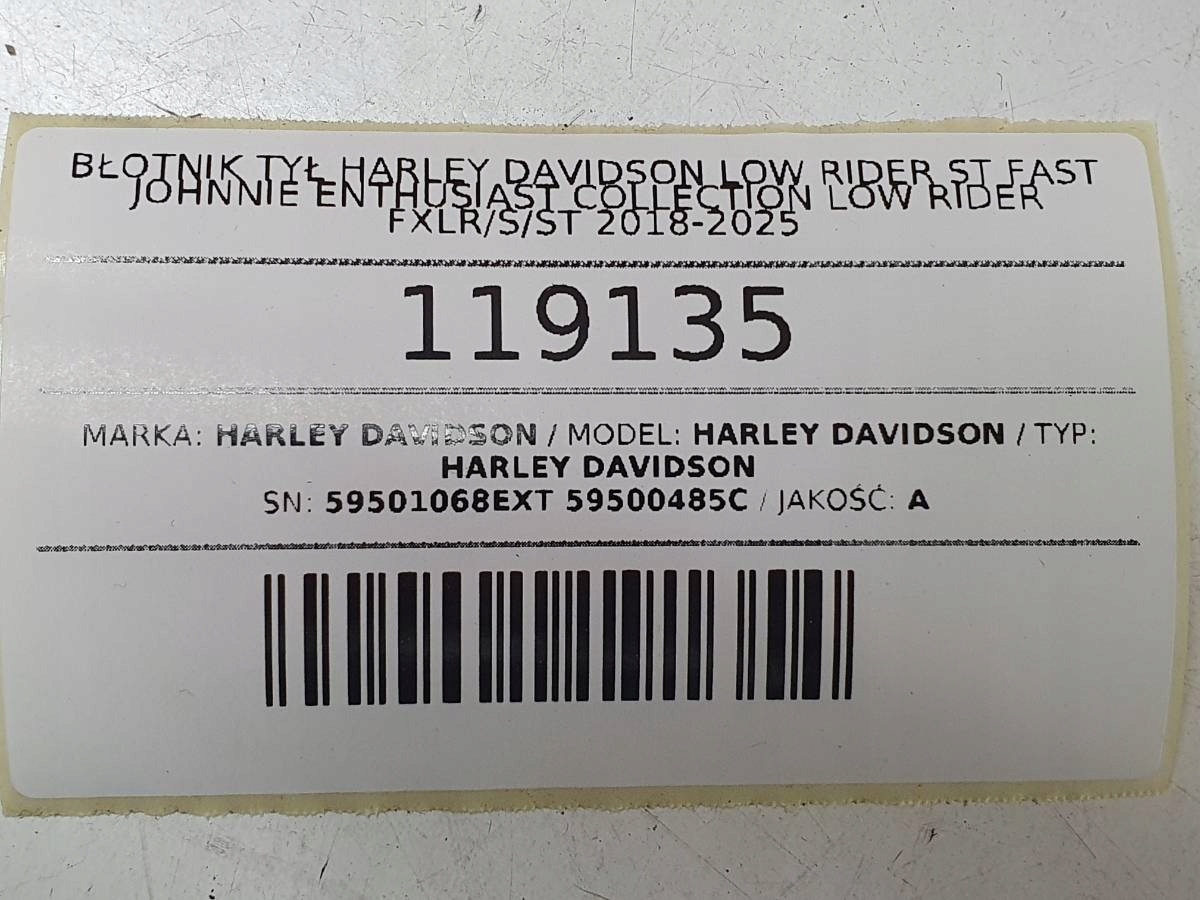 BŁOTNIK TYŁ HARLEY DAVIDSON LOW RIDER ST FAST
JOHNNIE ENTHUSIAST COLLECTION LOW RIDER
FXLR/S/ST 2018-2025
119135
MARKA: HARLEY DAVIDSON / MODEL: HARLEY DAVIDSON / TYP:
HARLEY DAVIDSON
SN: 59501068EXT 59500485C / JAKOŚĆ: A